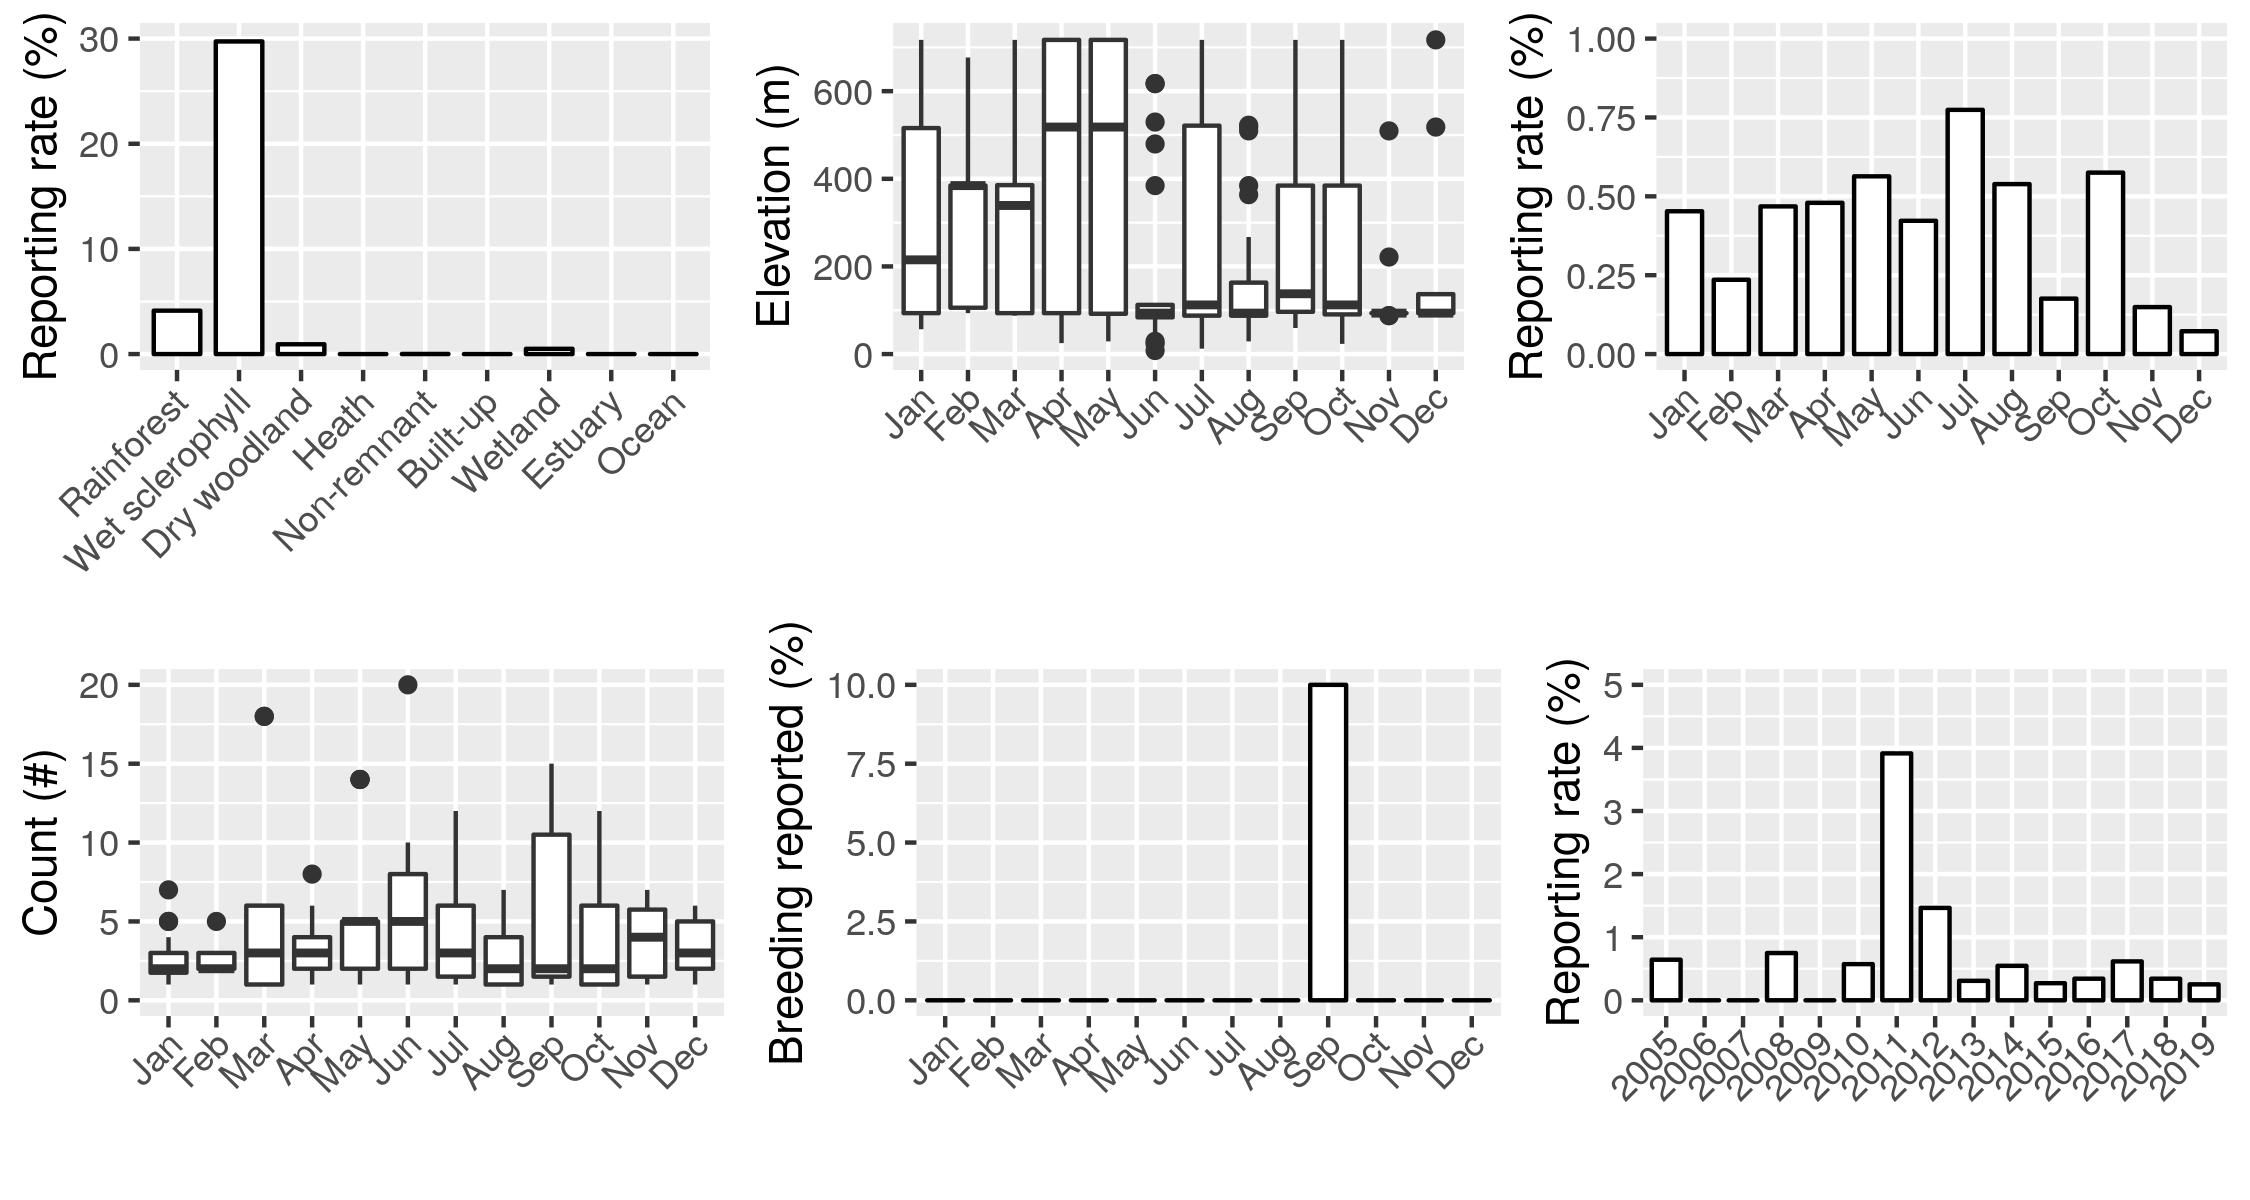 Reporting rate (%)
30
20
10
0
Rainforest
Wet sclerophyll
Dry woodland
Heath
Non-remnant
Built-up
Wetland
Estuary
Ocean
Elevation (m)
600
400
200
0
Jan
Feb
Mar
Apr
May
Jun
Jul
Aug
Sep
Oct
Nov
Dec
Reporting rate (%)
1.00
0.75
0.50
0.25
0.00
Jan
Feb
Mar
Apr
May
Jun
Jul
Aug
Sep
Oct
Nov
Dec
Count (#)
20
15
10
5
0
Jan
Feb
Mar
Apr
May
Jun
Jul
Aug
Sep
Oct
Nov
Dec
Breeding reported (%)
10.0
7.5
5.0
2.5
0.0
Jan
Feb
Mar
Apr
May
Jun
Jul
Aug
Sep
Oct
Nov
Dec
Reporting rate (%)
5
4
3
2
1
0
2005
2006
2007
2008
2009
2010
2011
2012
2013
2014
2015
2016
2017
2018
2019